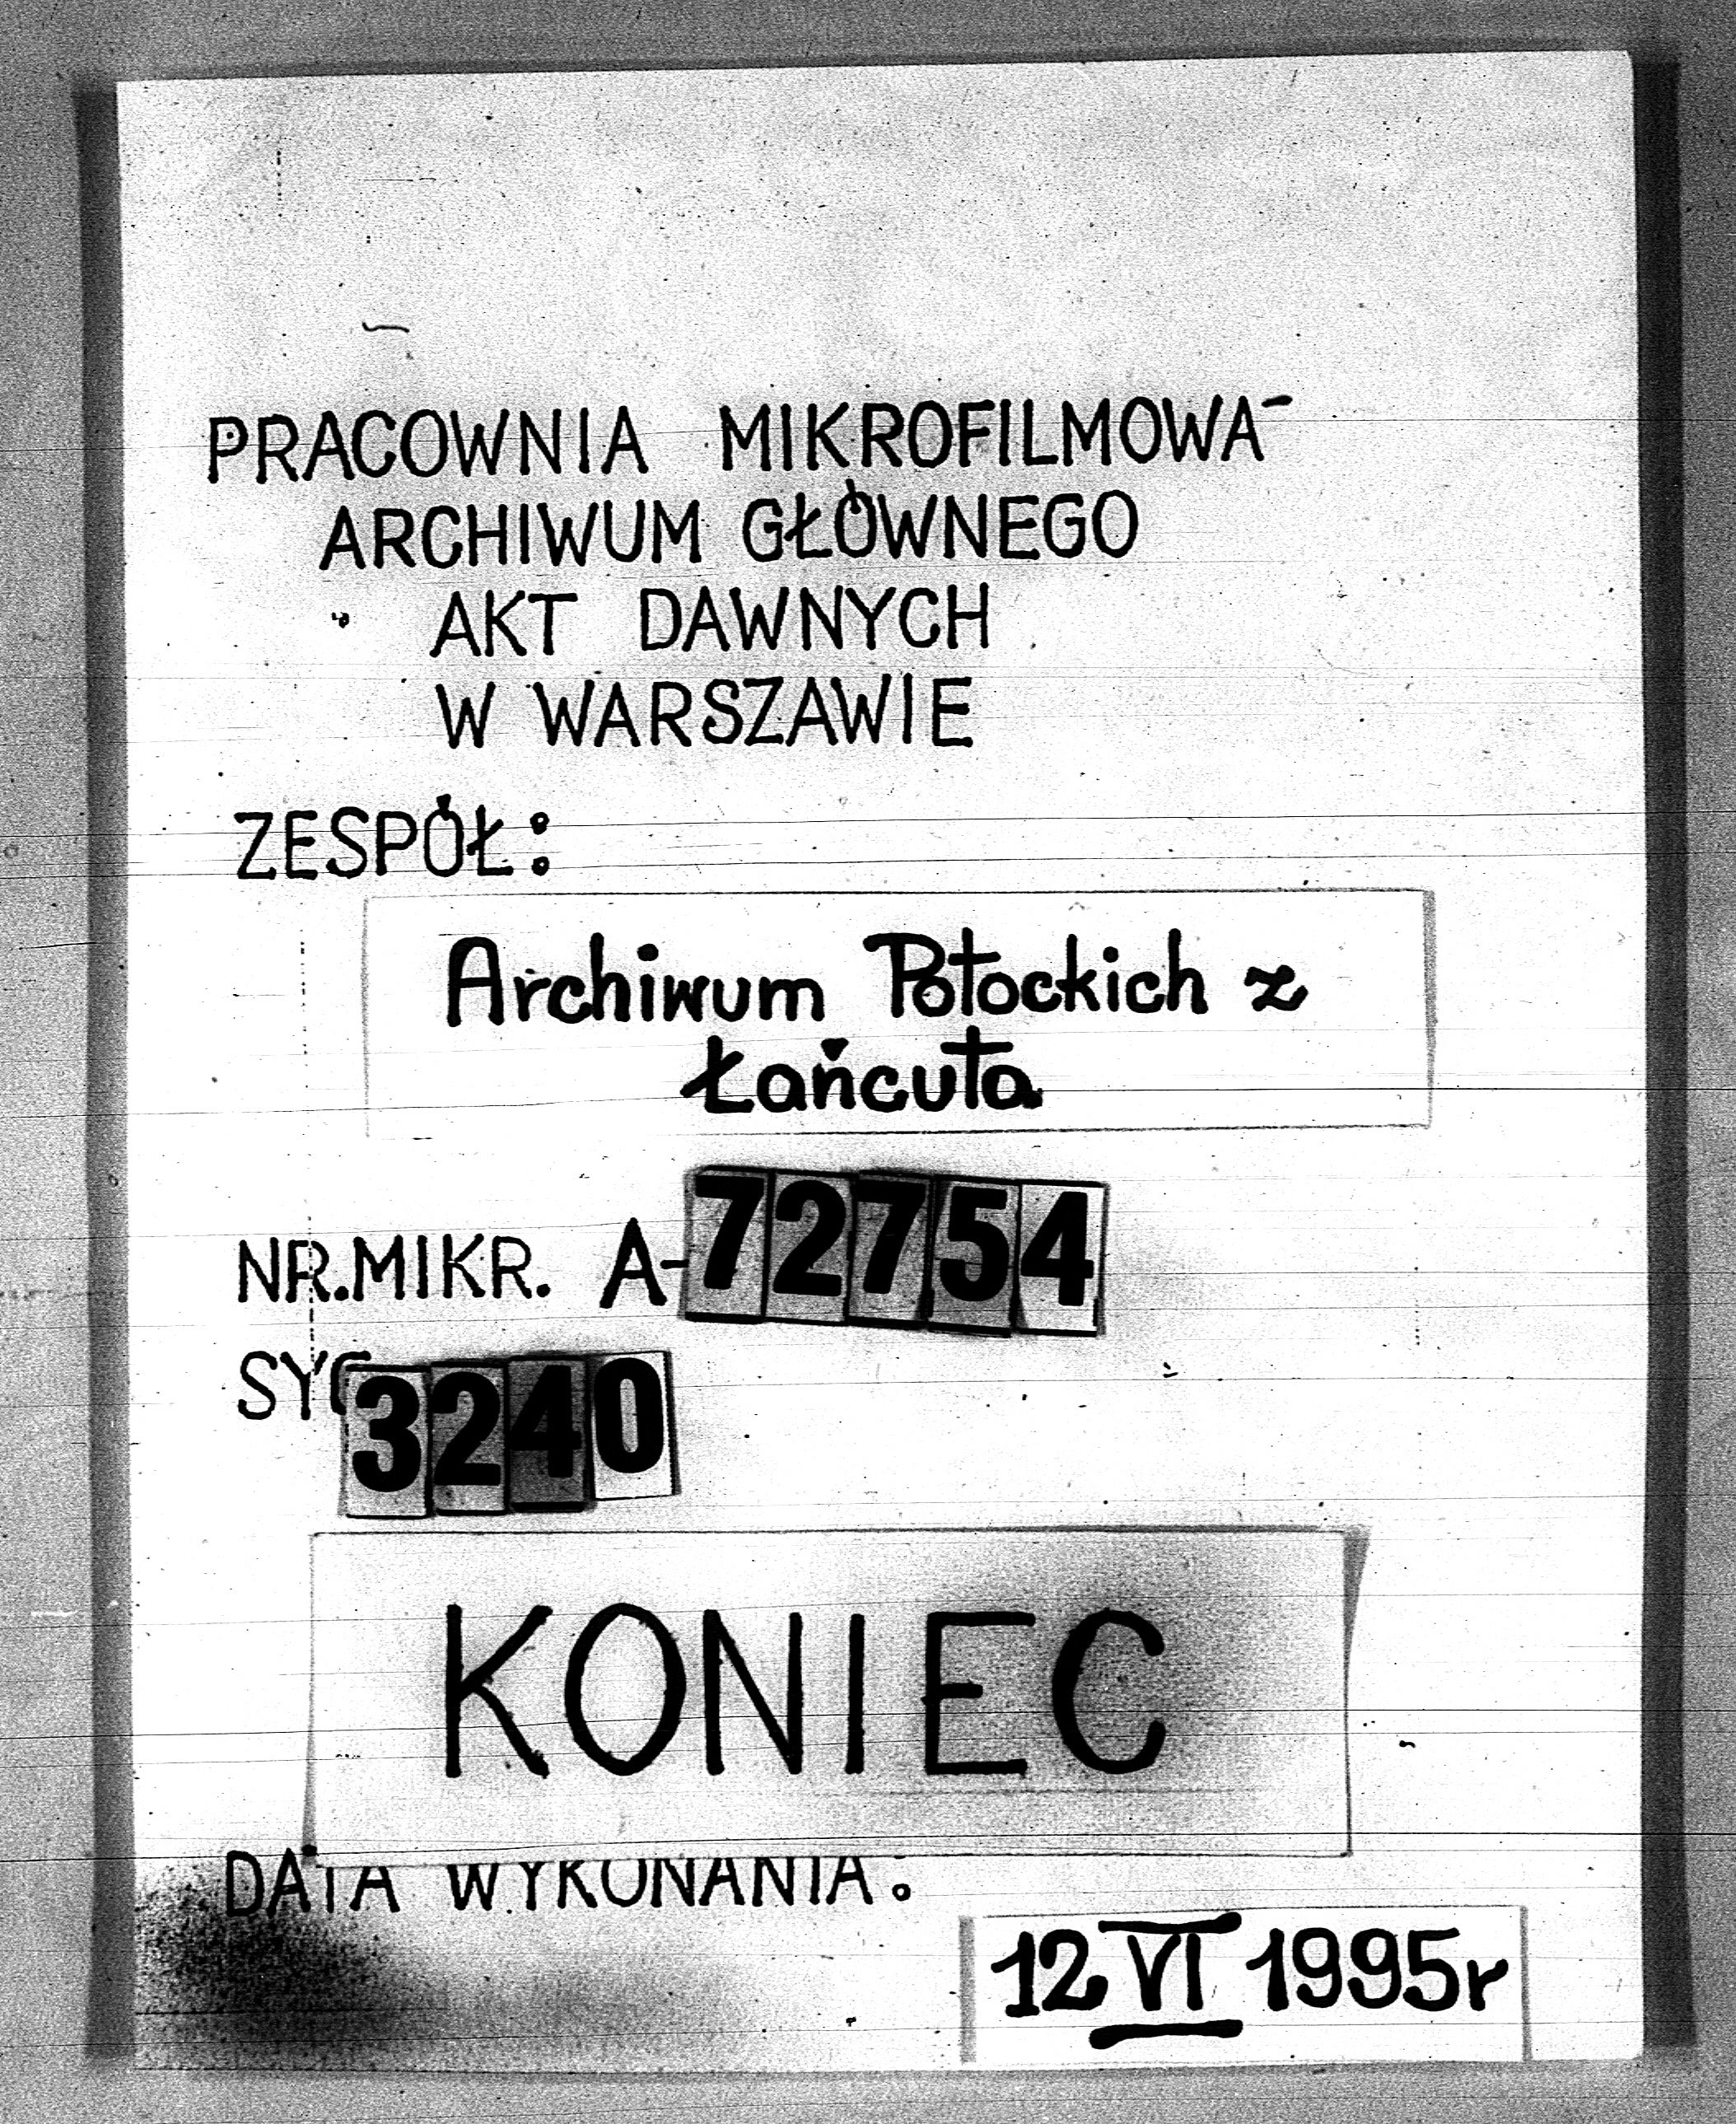 PRACOWNIA MIKROFILMOWA
ARCHIWUM GŁÓWNEGO
AKT DAWNYCH
W WARSZAWIE
ZESPÓŁ:
Archiwum Potockich z
Łańcuta
NR.MIKR. A-72754
SYG 3240
KONIEC
DATA WYKONANIA:
12 VI 1995r